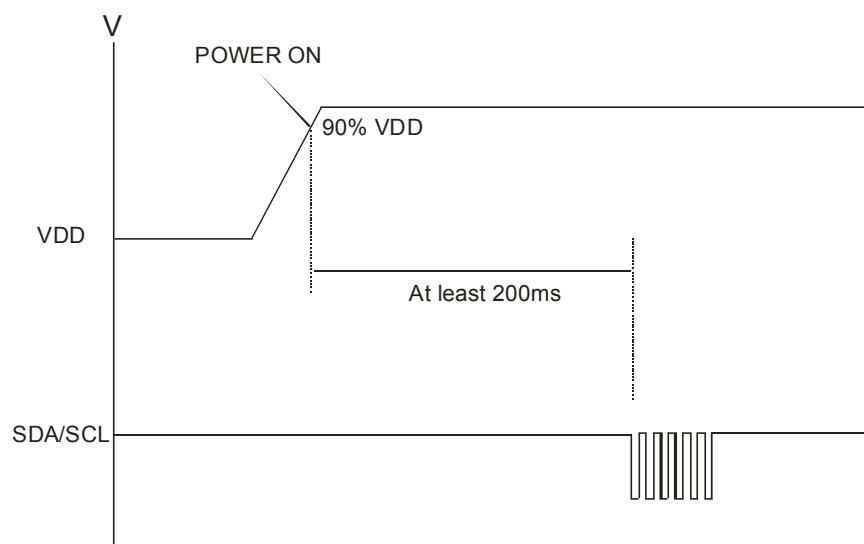 V
POWER ON
90% VDD
VDD
At least 200ms
SDA/SCL